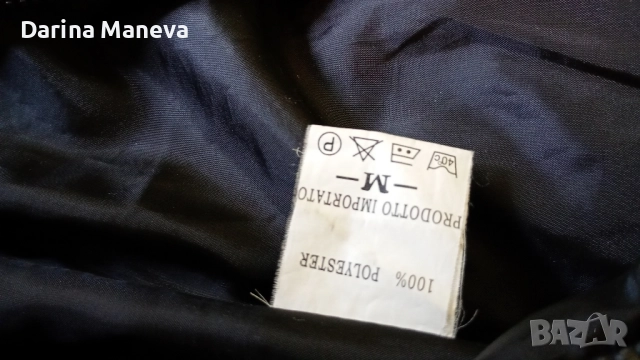 Darina Maneva
100% POLYESTER
PRODOTTO IMPORTATO
—M—
40°c
P
BAZAR